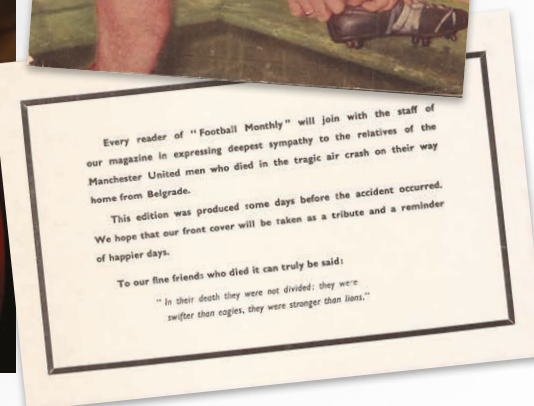 Every reader of "Football Monthly" will join with the staff of
our magazine in expressing deepest sympathy to the relatives of the
Manchester United men who died in the tragic air crash on their way
home from Belgrade.
This edition was produced some days before the accident occurred.
We hope that our front cover will be taken as a tribute and a reminder
of happier days.
To our fine friends who died it can truly be said:
"In their death they were not divided; they were
swifter than eagles, they were stronger than lions."